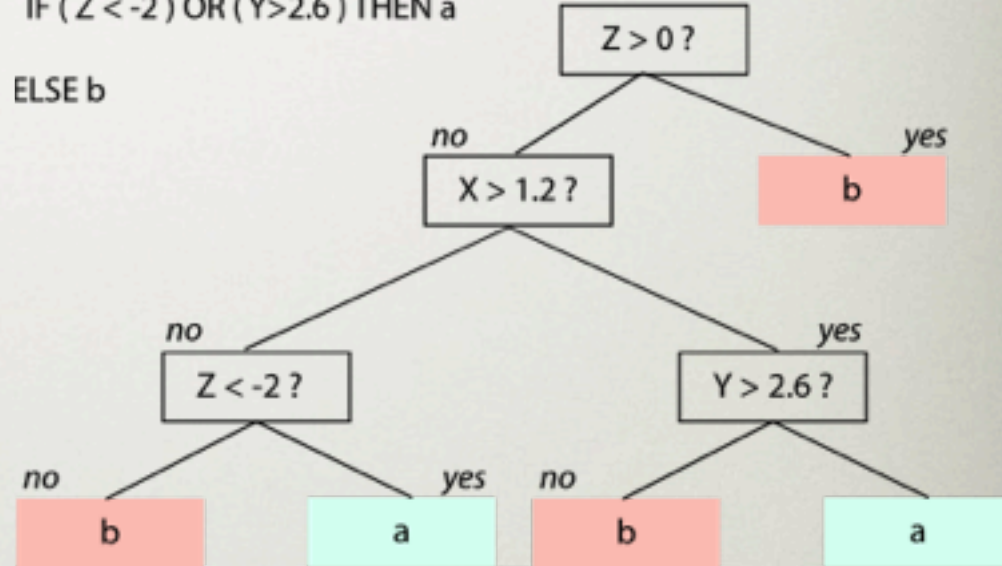 IF ( Z < -2 ) OR ( Y>2.6 ) THEN a
ELSE b
Z > 0 ?
no
yes
X > 1.2 ?
b
no
yes
Z < -2 ?
Y > 2.6 ?
no
yes
no
b
a
b
a